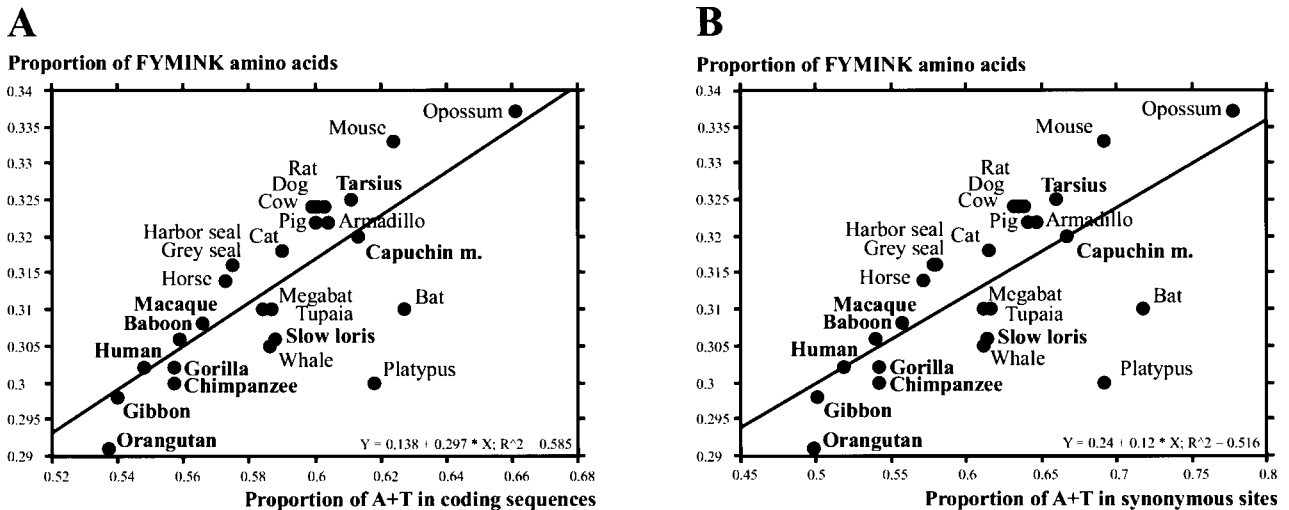 A
Proportion of FYMINK amino acids
0.34
0.335
0.33
0.325
0.32
0.315
0.31
0.305
0.3
0.295
0.29
Opossum
Mouse
Rat
Dog
Cow
Tarsius
Pig
Armadillo
Harbor seal
Grey seal
Cat
Capuchin m.
Horse
Megabat
Tupaia
Bat
Macaque
Baboon
Slow loris
Human
Whale
Gorilla
Chimpanzee
Platypus
Gibbon
Orangutan
Y = 0.138 + 0.297 * X; R^2 = 0.585
0.52 0.54 0.56 0.58 0.6 0.62 0.64 0.66 0.68
Proportion of A+T in coding sequences
B
Proportion of FYMINK amino acids
0.34
0.335
0.33
0.325
0.32
0.315
0.31
0.305
0.3
0.295
0.29
Opossum
Mouse
Rat
Dog
Cow
Tarsius
Pig
Armadillo
Harbor seal
Grey seal
Cat
Capuchin m.
Horse
Megabat
Tupaia
Bat
Macaque
Baboon
Slow loris
Human
Whale
Gorilla
Chimpanzee
Platypus
Gibbon
Orangutan
Y = 0.24 + 0.12 * X; R^2 = 0.516
0.45 0.5 0.55 0.6 0.65 0.7 0.75 0.8
Proportion of A+T in synonymous sites